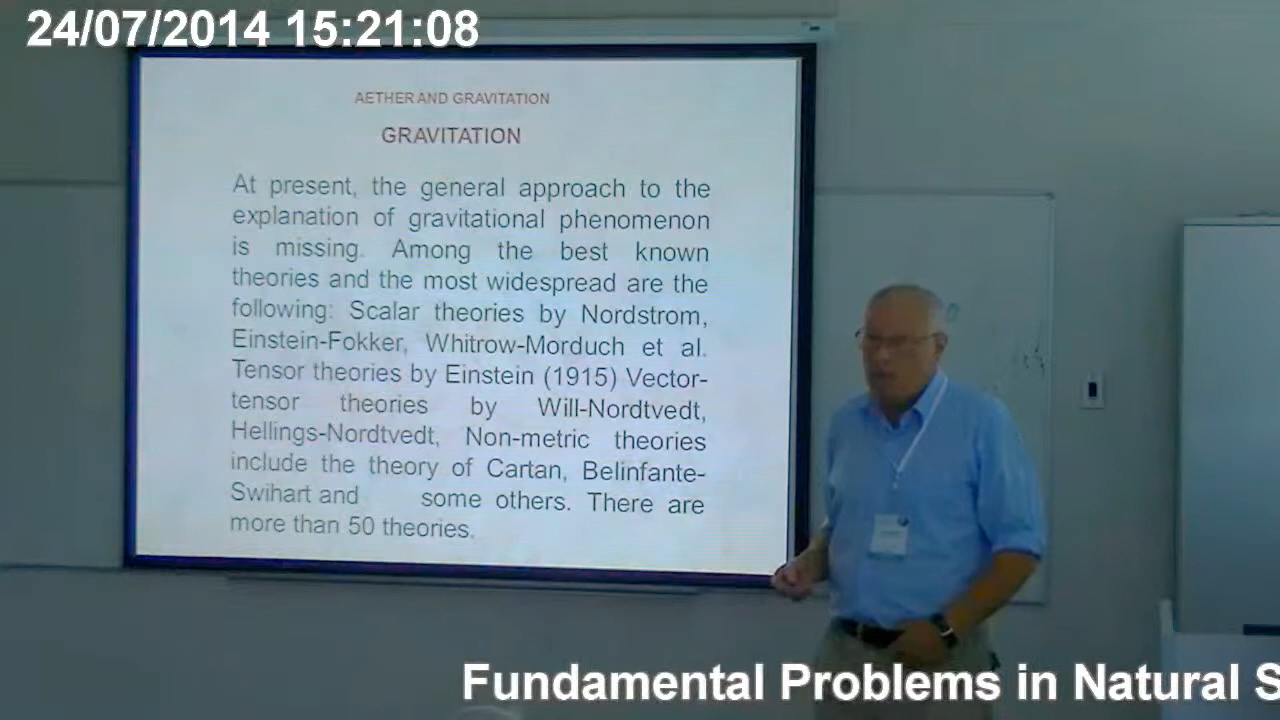 24/07/2014 15:21:08
AETHER AND GRAVITATION
GRAVITATION
At present, the general approach to the
explanation of gravitational phenomenon
is missing. Among the best known
theories and the most widespread are the
following: Scalar theories by Nordstrom,
Einstein-Fokker, Whitrow-Morduch et al.
Tensor theories by Einstein (1915) Vector-
tensor theories by Will-Nordtvedt,
Hellings-Nordtvedt, Non-metric theories
include the theory of Cartan, Belinfante-
Swihart and some others. There are
more than 50 theories.
Fundamental Problems in Natural S